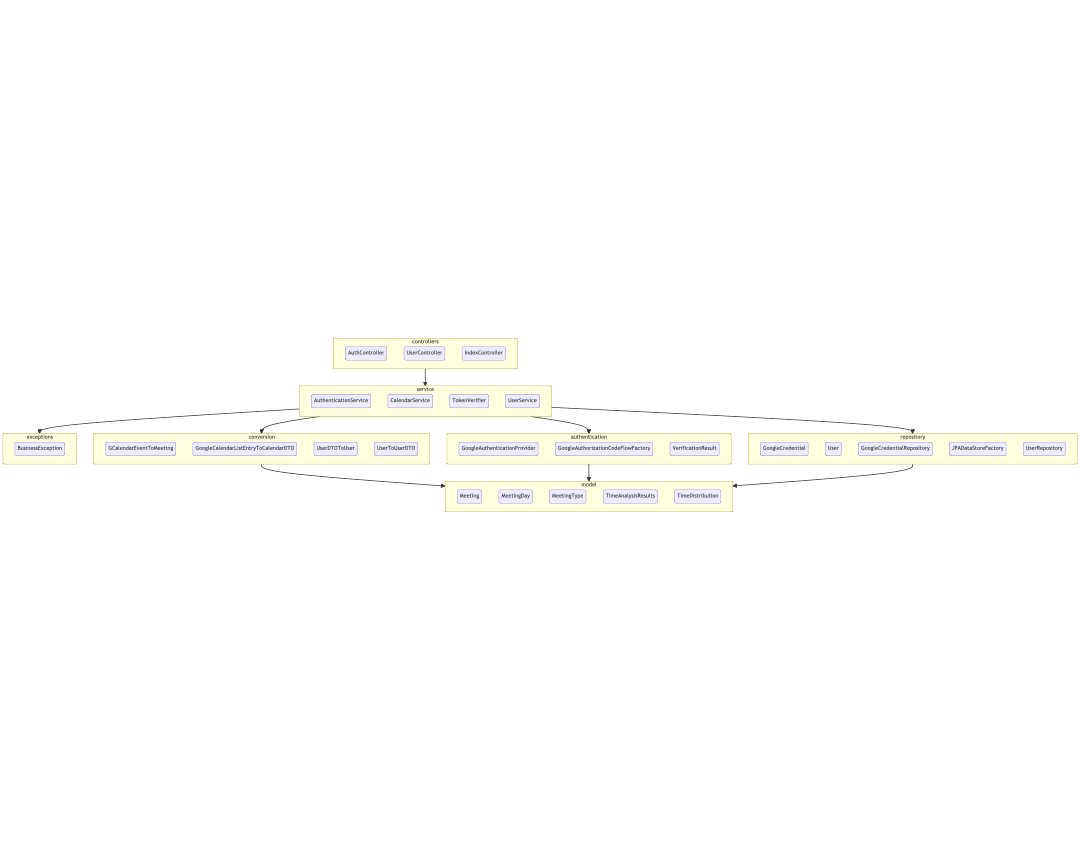 controllers
AuthController UserController IndexController
service
AuthenticationService CalendarService TokenVerifier UserService
exceptions
BusinessException
conversion
GCalendarEventToMeeting GoogleCalendarListEntryToCalendarDTO UserDTOToUser UserToUserDTO
authentication
GoogleAuthenticationProvider GoogleAuthorizationCodeFlowFactory VerificationResult
repository
GoogleCredential User GoogleCredentialRepository JPADataStoreFactory UserRepository
model
Meeting MeetingDay MeetingType TimeAnalysisResults TimeDistribution